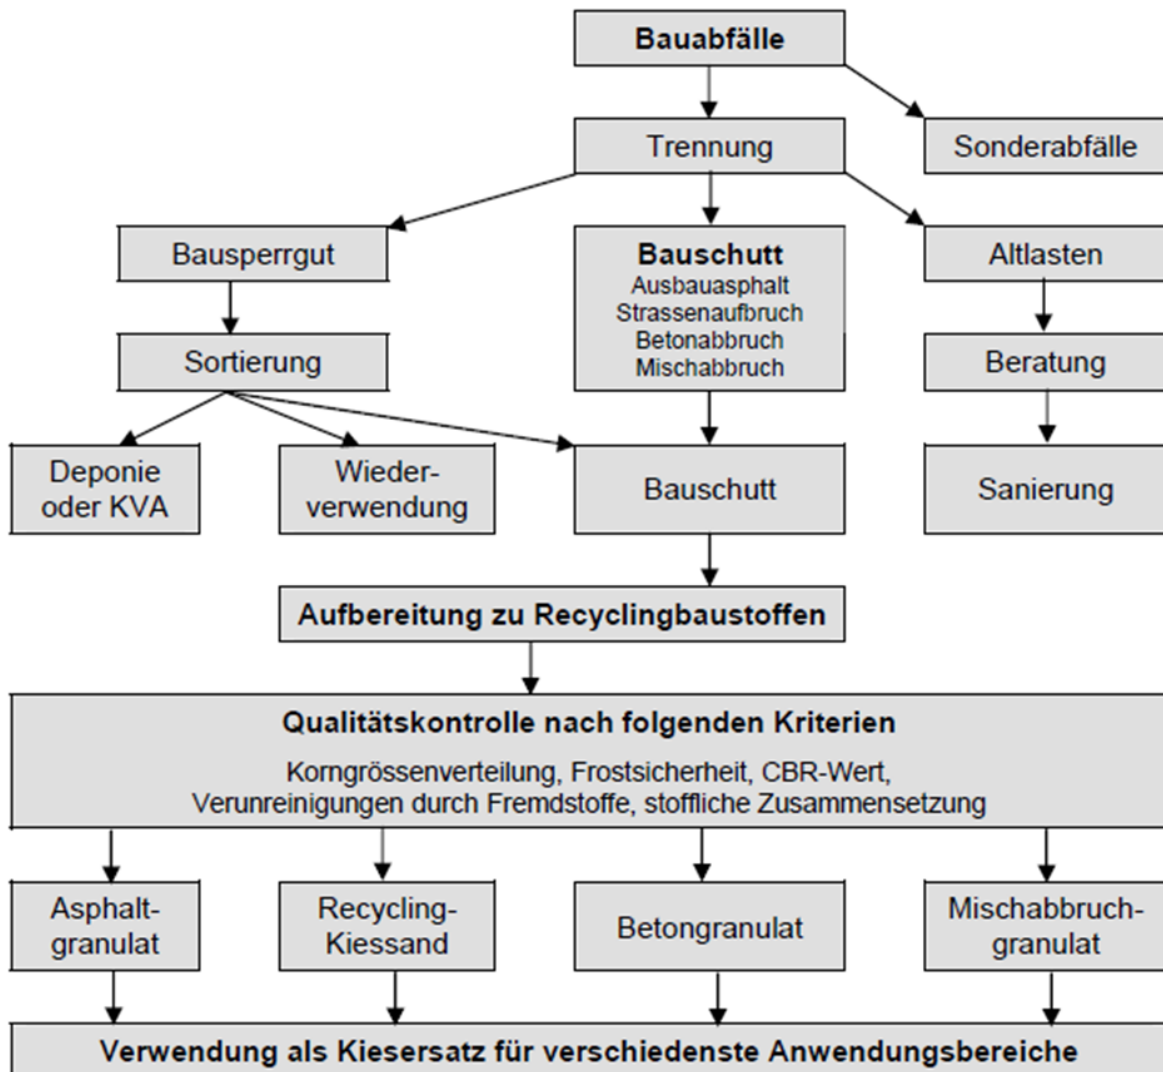 Bauabfälle
Trennung
Sonderabfälle
Bausperrgut
Bauschutt
Ausbauasphalt
Strassenaufbruch
Betonabbruch
Mischabbruch
Altlasten
Sortierung
Beratung
Deponie
oder KVA
Wieder-
verwendung
Bauschutt
Sanierung
Aufbereitung zu Recyclingbaustoffen
Qualitätskontrolle nach folgenden Kriterien
Korngrössenverteilung, Frostsicherheit, CBR-Wert,
Verunreinigungen durch Fremdstoffe, stoffliche Zusammensetzung
Asphalt-
granulat
Recycling-
Kiessand
Betongranulat
Mischabbruch-
granulat
Verwendung als Kiesersatz für verschiedenste Anwendungsbereiche